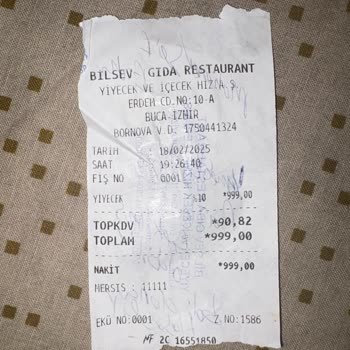 BILSEV GIDA RESTAURANT
YİYECEK VE İÇECEK HİZ.A.Ş.
ERDEM CD.NO:10-A
BUCA-İZMİR
BORNOVA V.D. 1750441324
TARİH : 18/02/2025
SAAT : 19:26:40
FİŞ NO : 0001
YİYECEK %10 *999,00
TOPKDV *90,82
TOPLAM *999,00
NAKİT *999,00
MERSIS : 11111
EKÜ NO:0001 Z NO:1586
MF 2C 16551850